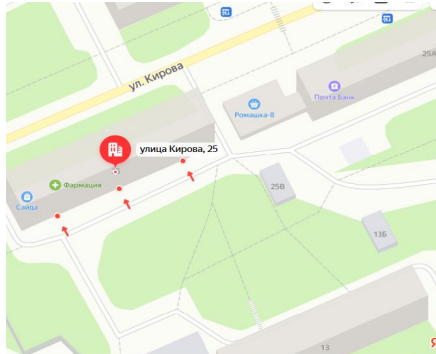 ул. Кирова
25А
Почта Банк
Ромашка-8
улица Кирова, 25
Фармация
Сайда
25В
13Б
13
Я